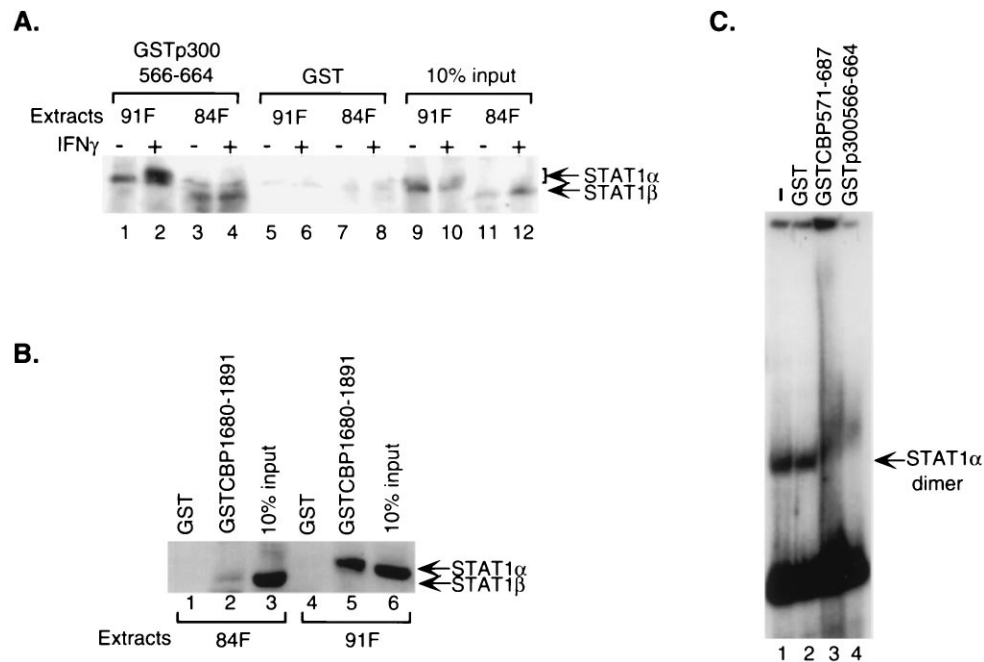 A.
GSTp300
566-664
GST
10% input
Extracts 91F 84F 91F 84F 91F 84F
IFNγ - + - + - + - + - + - +
STAT1α
STAT1β
1 2 3 4 5 6 7 8 9 10 11 12
B.
GST
GSTCBP1680-1891
10% input
GST
GSTCBP1680-1891
10% input
STAT1α
STAT1β
1 2 3 4 5 6
Extracts 84F 91F
C.
-
GST
GSTCBP571-687
GSTp300566-664
STAT1α
dimer
1 2 3 4